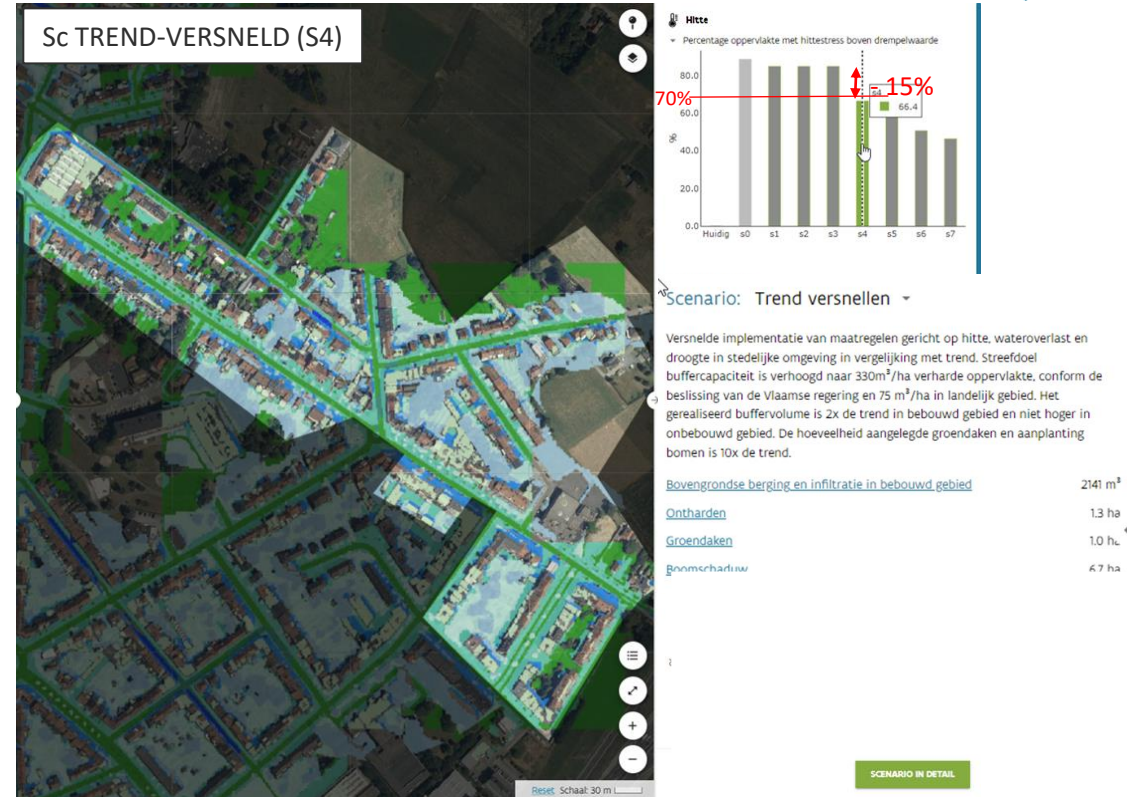 Sc TREND-VERSNELD (S4)
Hitte
Percentage oppervlakte met hittestress boven drempelwaarde
80.0
70%
60.0
40.0
20.0
0.0
%
- 15%
s4
66.4
Huidig s0 s1 s2 s3 s4 s5 s6 s7
Scenario: Trend versnellen
Versnelde implementatie van maatregelen gericht op hitte, wateroverlast en
droogte in stedelijke omgeving in vergelijking met trend. Streefdoel
buffercapaciteit is verhoogd naar 330m³/ha verharde oppervlakte, conform de
beslissing van de Vlaamse regering en 75 m³/ha in landelijk gebied. Het
gerealiseerd buffervolume is 2x de trend in bebouwd gebied en niet hoger in
onbebouwd gebied. De hoeveelheid aangelegde groendaken en aanplanting
bomen is 10x de trend.
Bovengrondse berging en infiltratie in bebouwd gebied 2141 m³
Ontharden 1.3 ha
Groendaken 1.0 ha
Boomschaduw 6.7 ha
SCENARIO IN DETAIL
Reset Schaal: 30 m